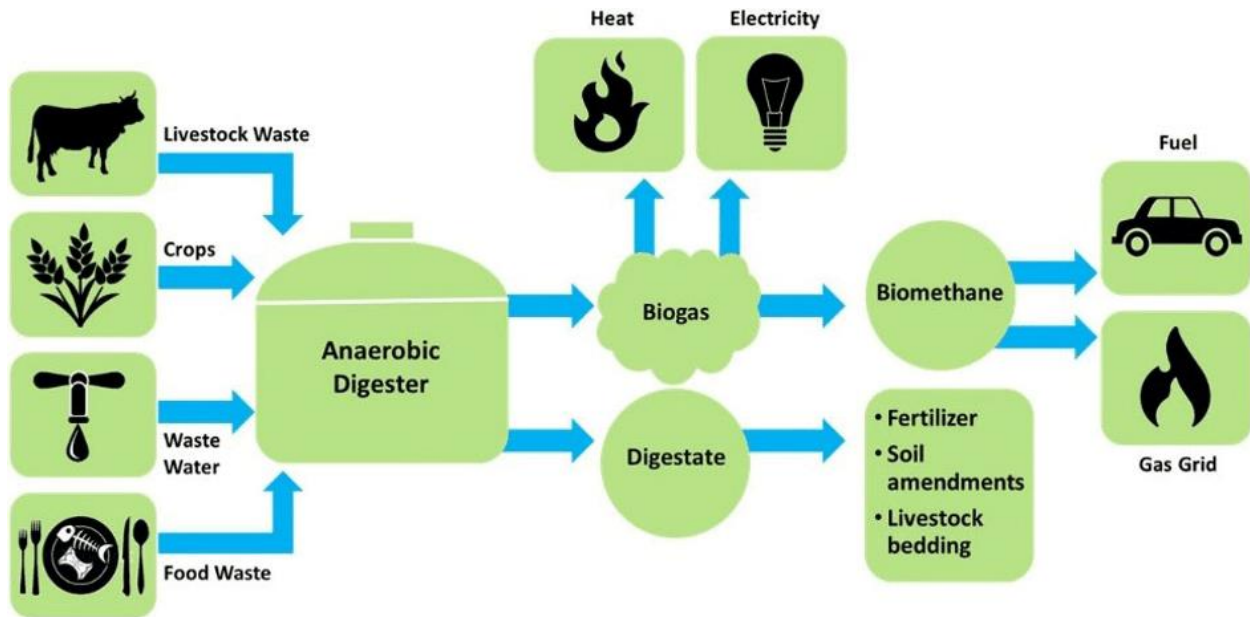 Heat
Electricity
Livestock Waste
Fuel
Crops
Biomethane
Biogas
Anaerobic
Digester
Waste
Water
• Fertilizer
• Soil
amendments
• Livestock
bedding
Digestate
Gas Grid
Food Waste